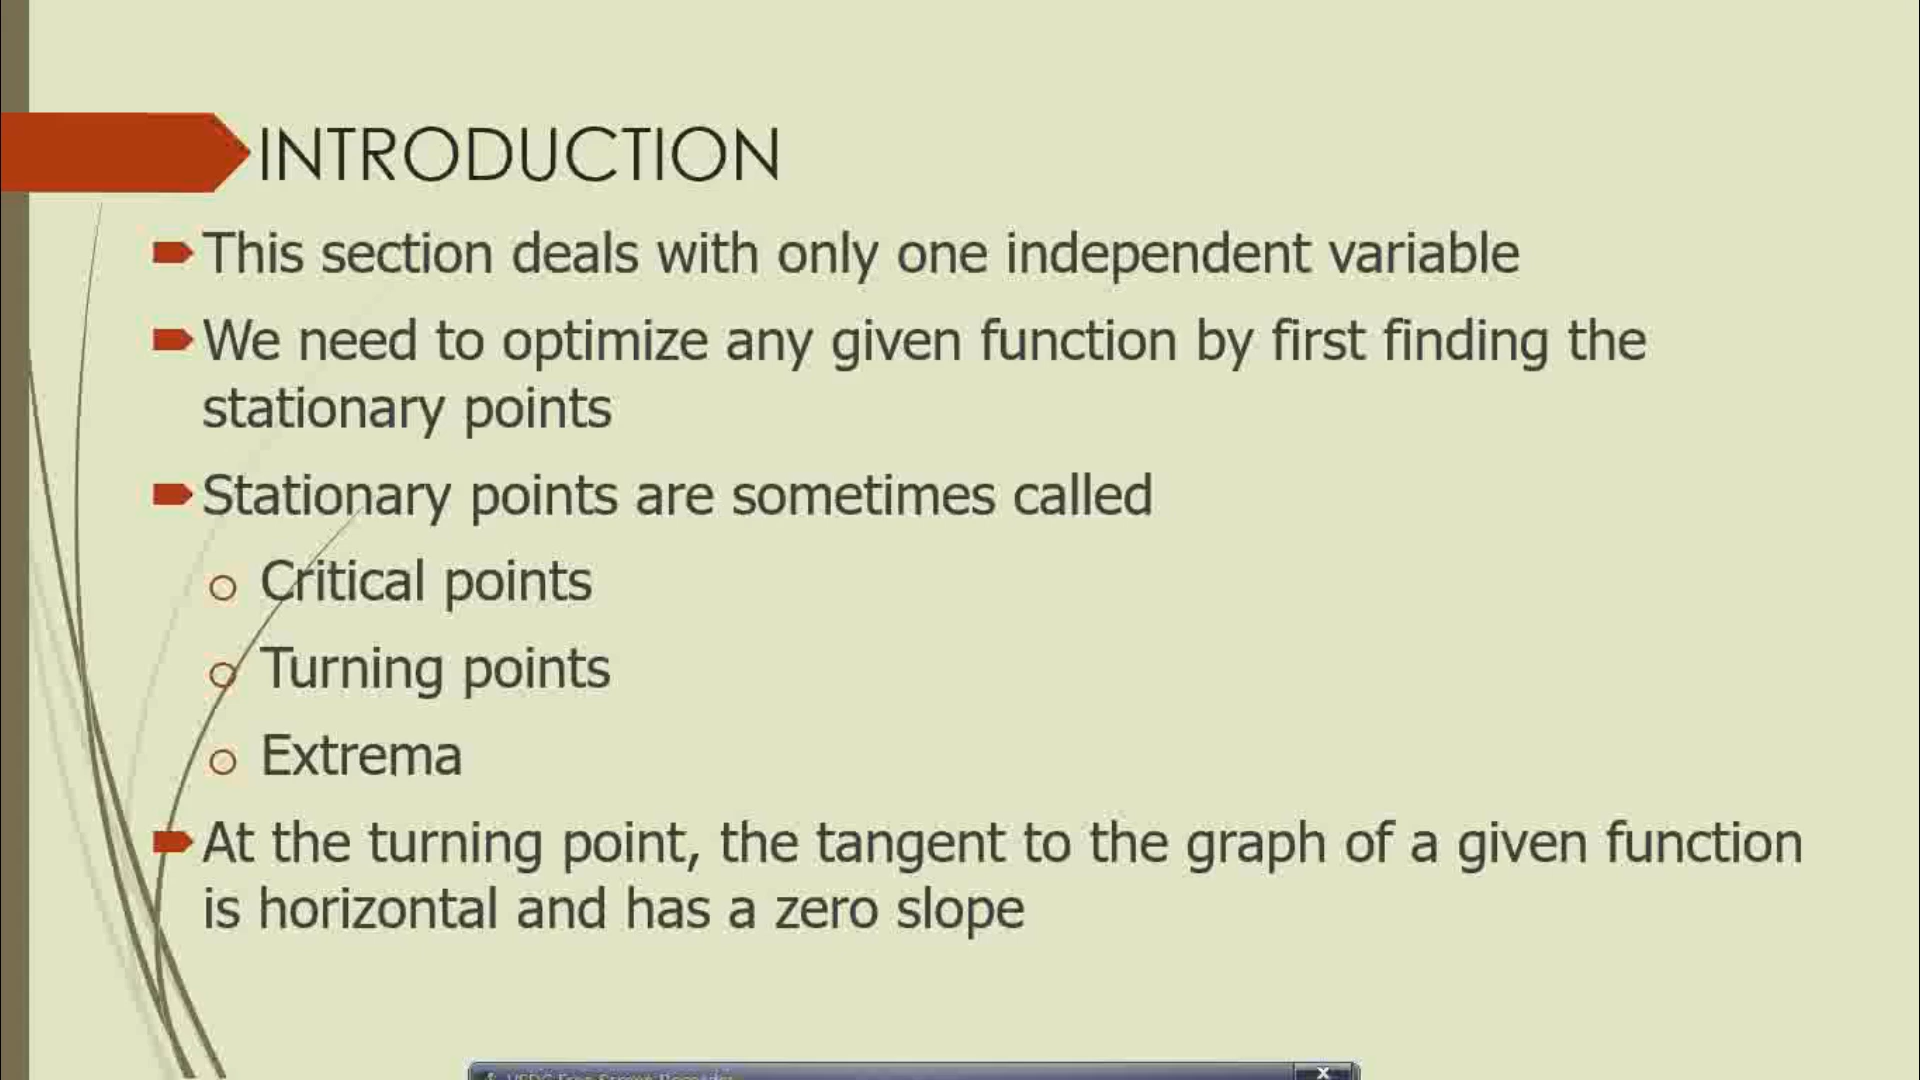 INTRODUCTION
This section deals with only one independent variable
We need to optimize any given function by first finding the
stationary points
Stationary points are sometimes called
Critical points
Turning points
Extrema
At the turning point, the tangent to the graph of a given function
is horizontal and has a zero slope